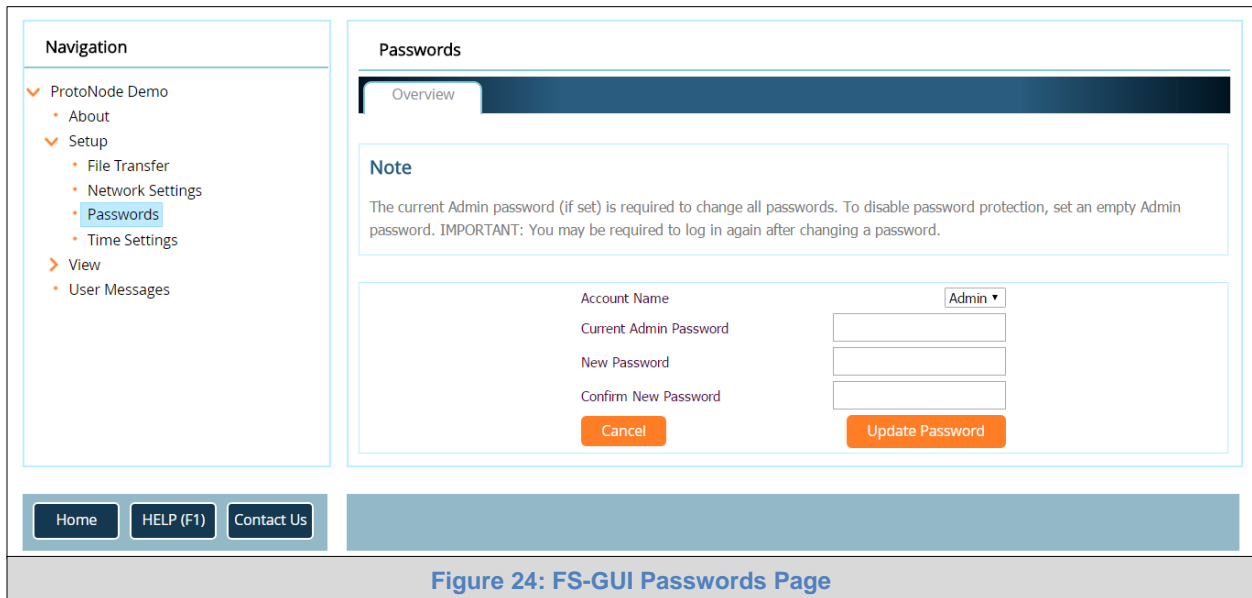 Navigation
ProtoNode Demo
About
Setup
File Transfer
Network Settings
Passwords
Time Settings
View
User Messages
Passwords
Overview
Note
The current Admin password (if set) is required to change all passwords. To disable password protection, set an empty Admin
password. IMPORTANT: You may be required to log in again after changing a password.
Account Name
Admin
Current Admin Password
New Password
Confirm New Password
Cancel
Update Password
Home
HELP (F1)
Contact Us
Figure 24: FS-GUI Passwords Page